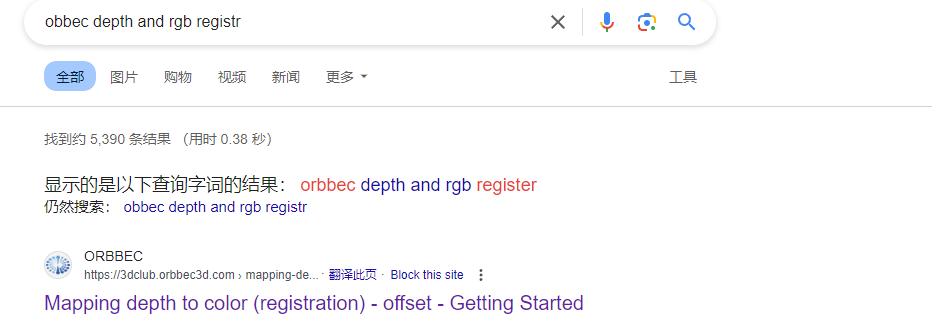 obbec depth and rgb registr
全部 图片 购物 视频 新闻 更多 工具
找到约 5,390 条结果 （用时 0.38 秒）
显示的是以下查询字词的结果： orbbec depth and rgb register
仍然搜索： obbec depth and rgb registr
ORBBEC
https://3dclub.orbbec3d.com › mapping-de... · 翻译此页 · Block this site
Mapping depth to color (registration) - offset - Getting Started